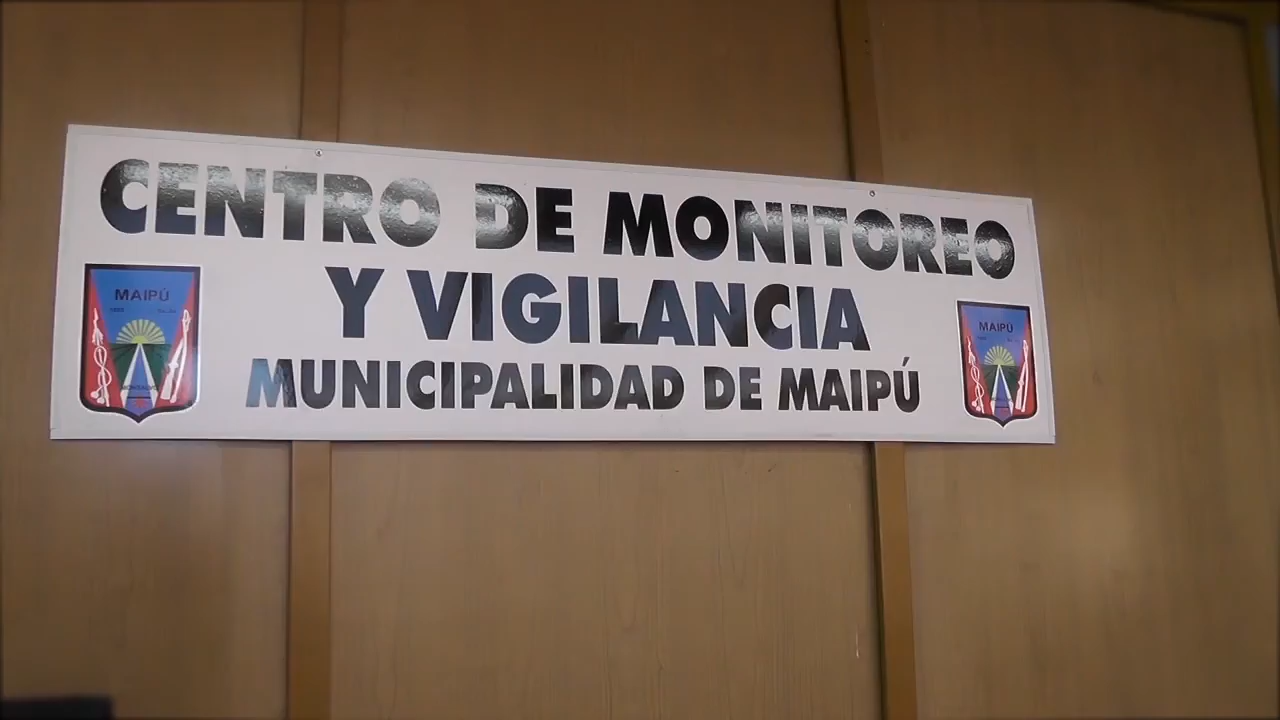 CENTRO DE MONITOREO
Y VIGILANCIA
MUNICIPALIDAD DE MAIPÚ
MAIPÚ
MAIPÚ